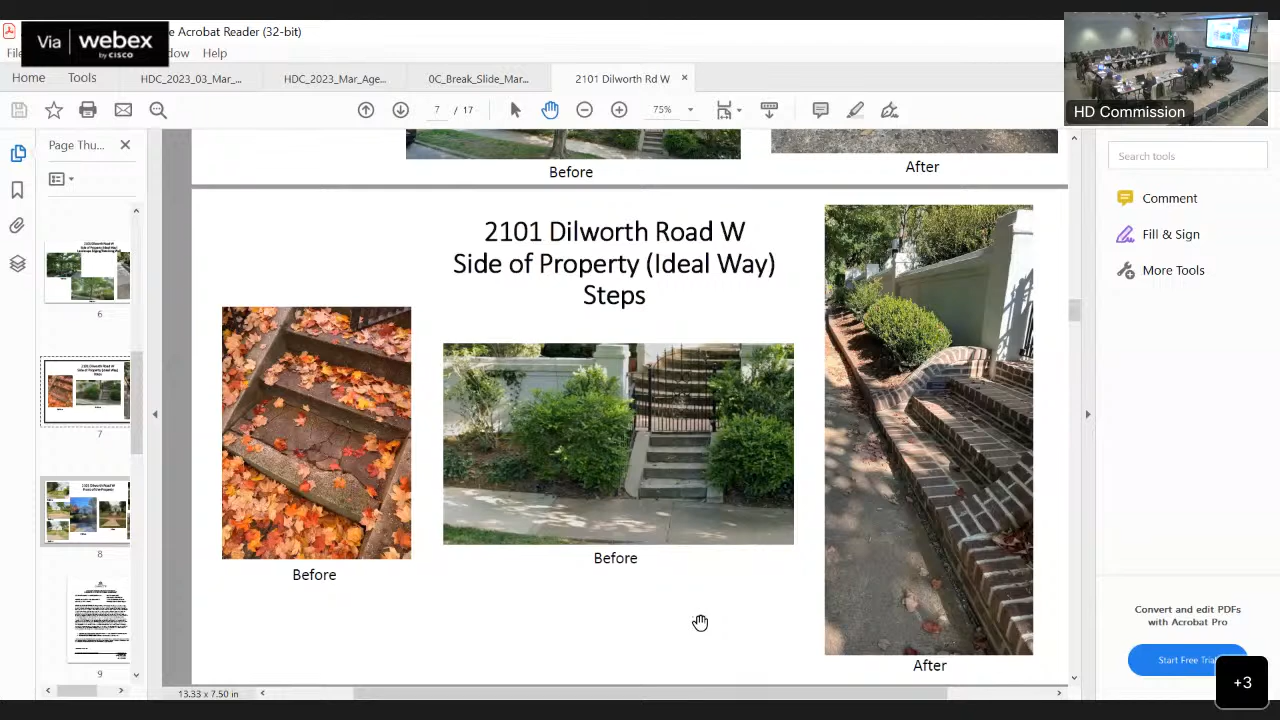 Via webex
by CISCO
e Acrobat Reader (32-bit)
dow Help
Home Tools HDC_2023_03_Mar_... HDC_2023_Mar_Age... 0C_Break_Slide_Mar... 2101 Dilworth Rd W ×
7 / 17 75%
HD Commission
Page Thu...
Before
After
2101 Dilworth Road W
Side of Property (Ideal Way)
Steps
Before
Before
After
6
7
8
9
13.33 x 7.50 in
Search tools
Comment
Fill & Sign
More Tools
Convert and edit PDFs
with Acrobat Pro
Start Free Trial
+3